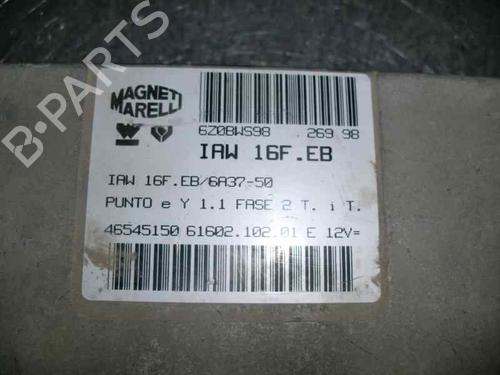 B-PARTS
MAGNETI
MARELLI
6Z0BWS98 269 98
IAW 16F.EB
IAW 16F.EB/6A37-50
PUNTO e Y 1.1 FASE 2 T. i T.
46545150 61602.102.01 E 12V=